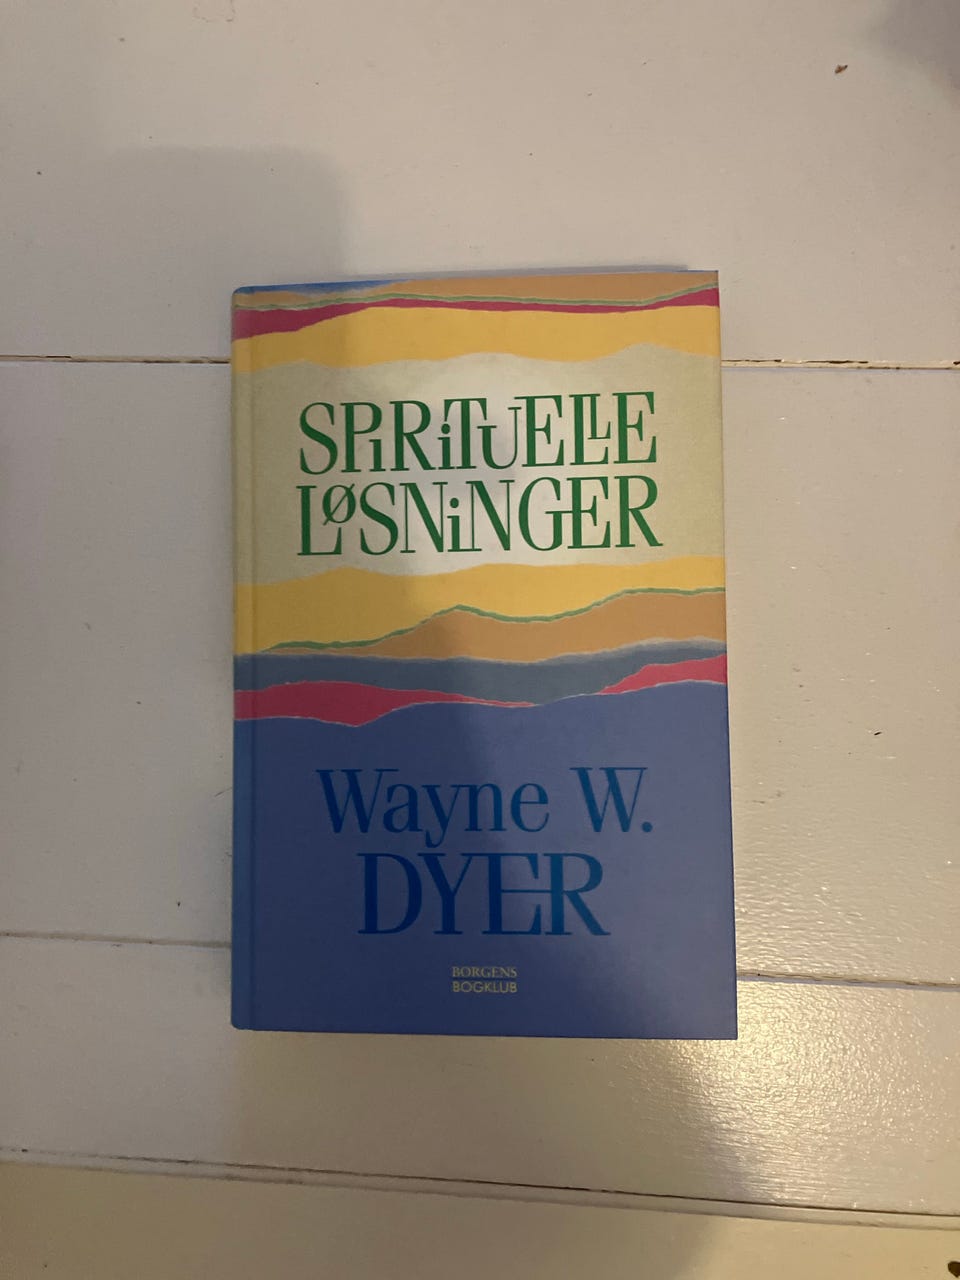 SPiRiTUELLE
LØSNiNGER
Wayne W.
DYER
BORGENS
BOGKLUB